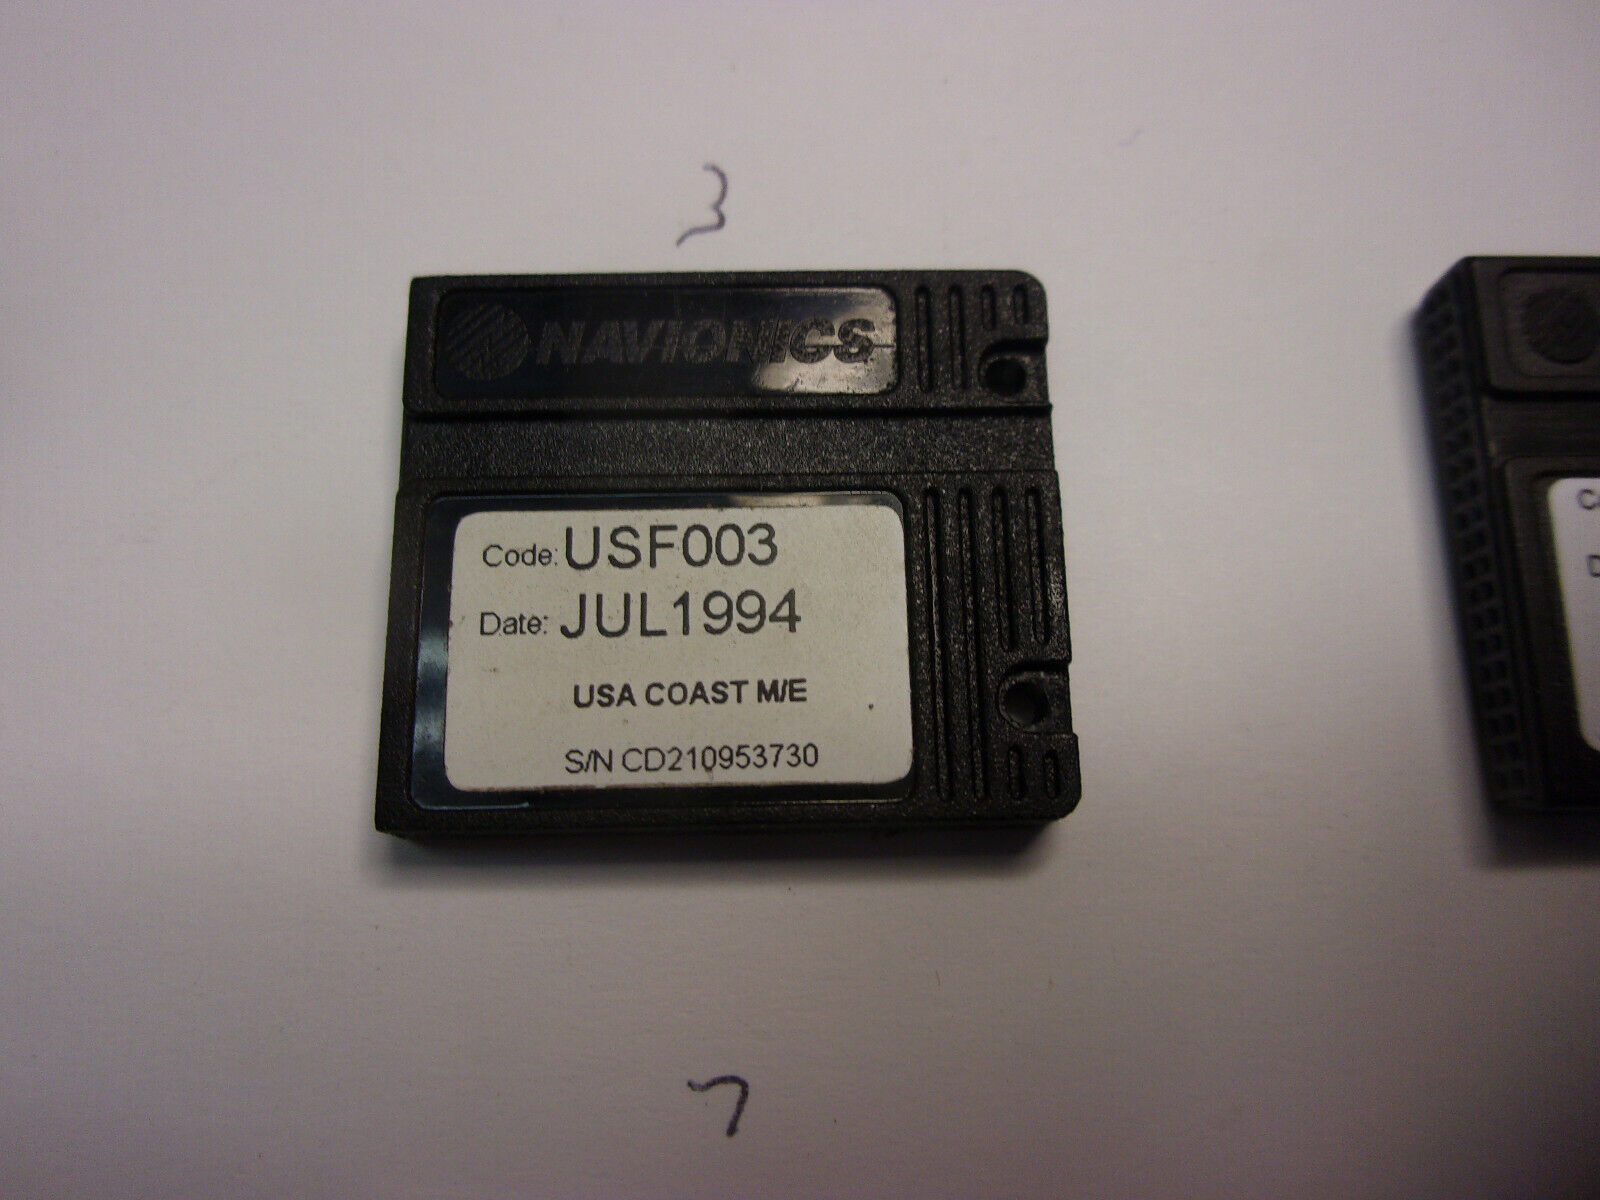 3
NAVIONICS
Code: USF003
Date: JUL1994
USA COAST M/E
S/N CD210953730
7